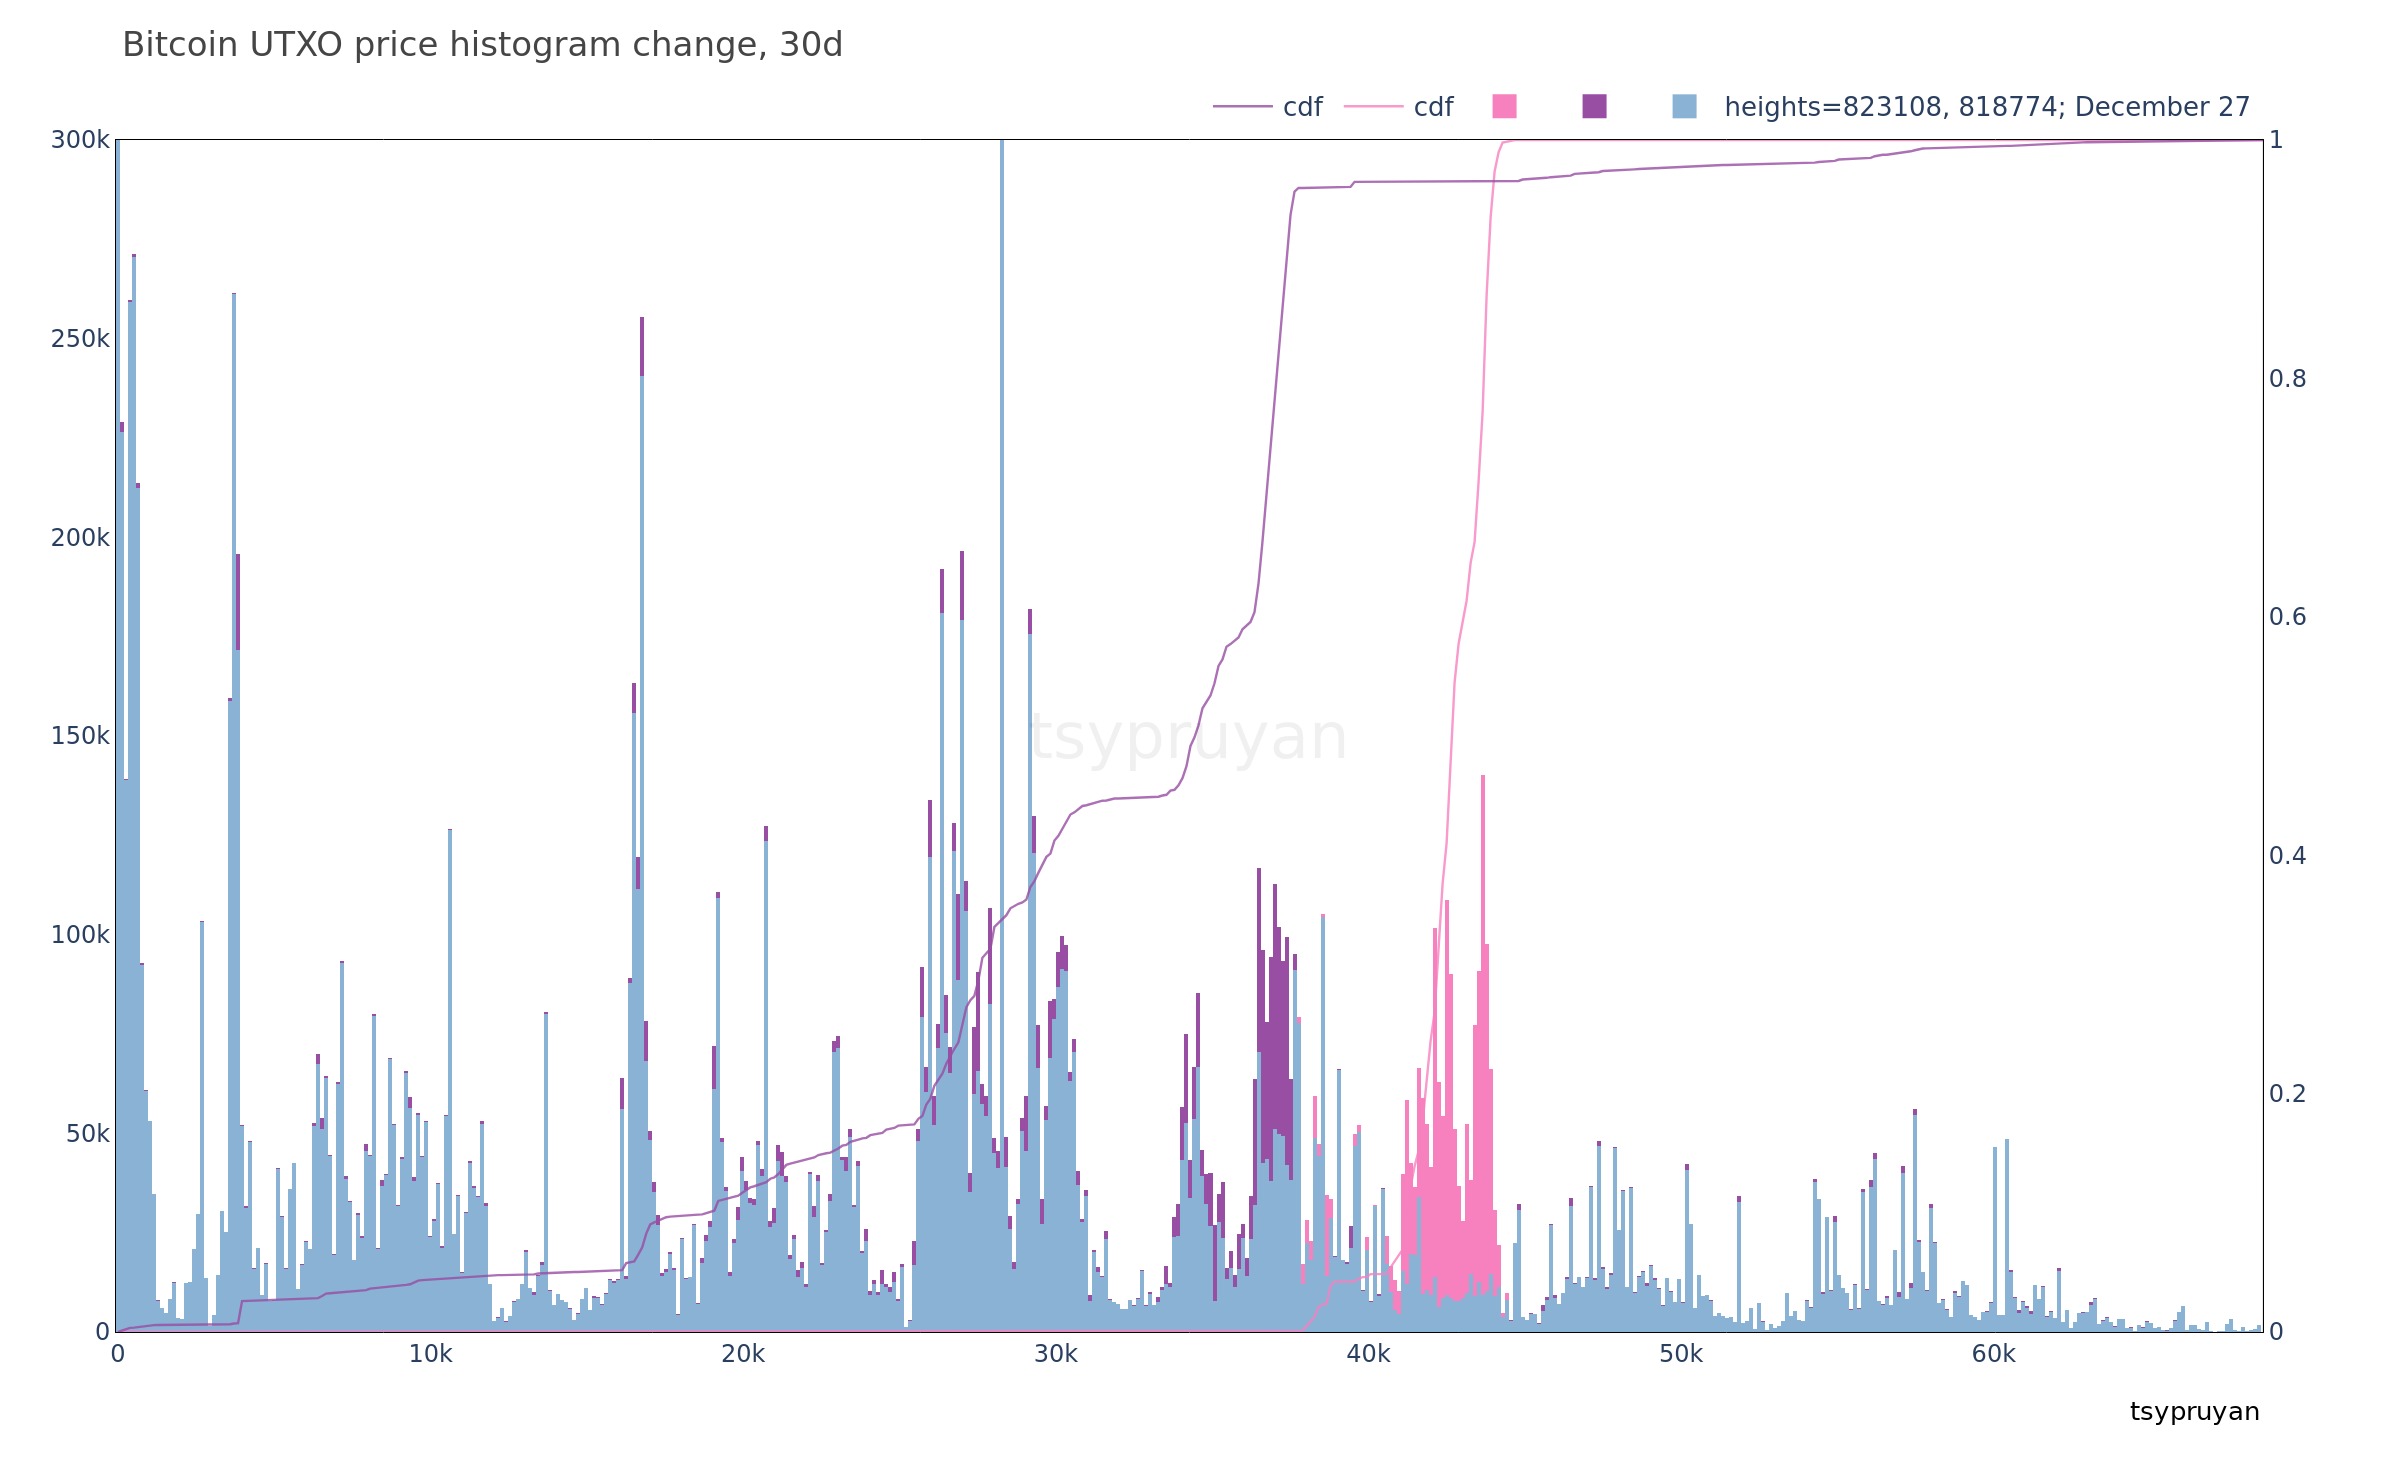 Bitcoin UTXO price histogram change, 30d
cdf cdf heights=823108, 818774; December 27
300k 1
250k
0.8
200k
0.6
150k
tsypruyan
0.4
100k
0.2
50k
0 0
0 10k 20k 30k 40k 50k 60k
tsypruyan